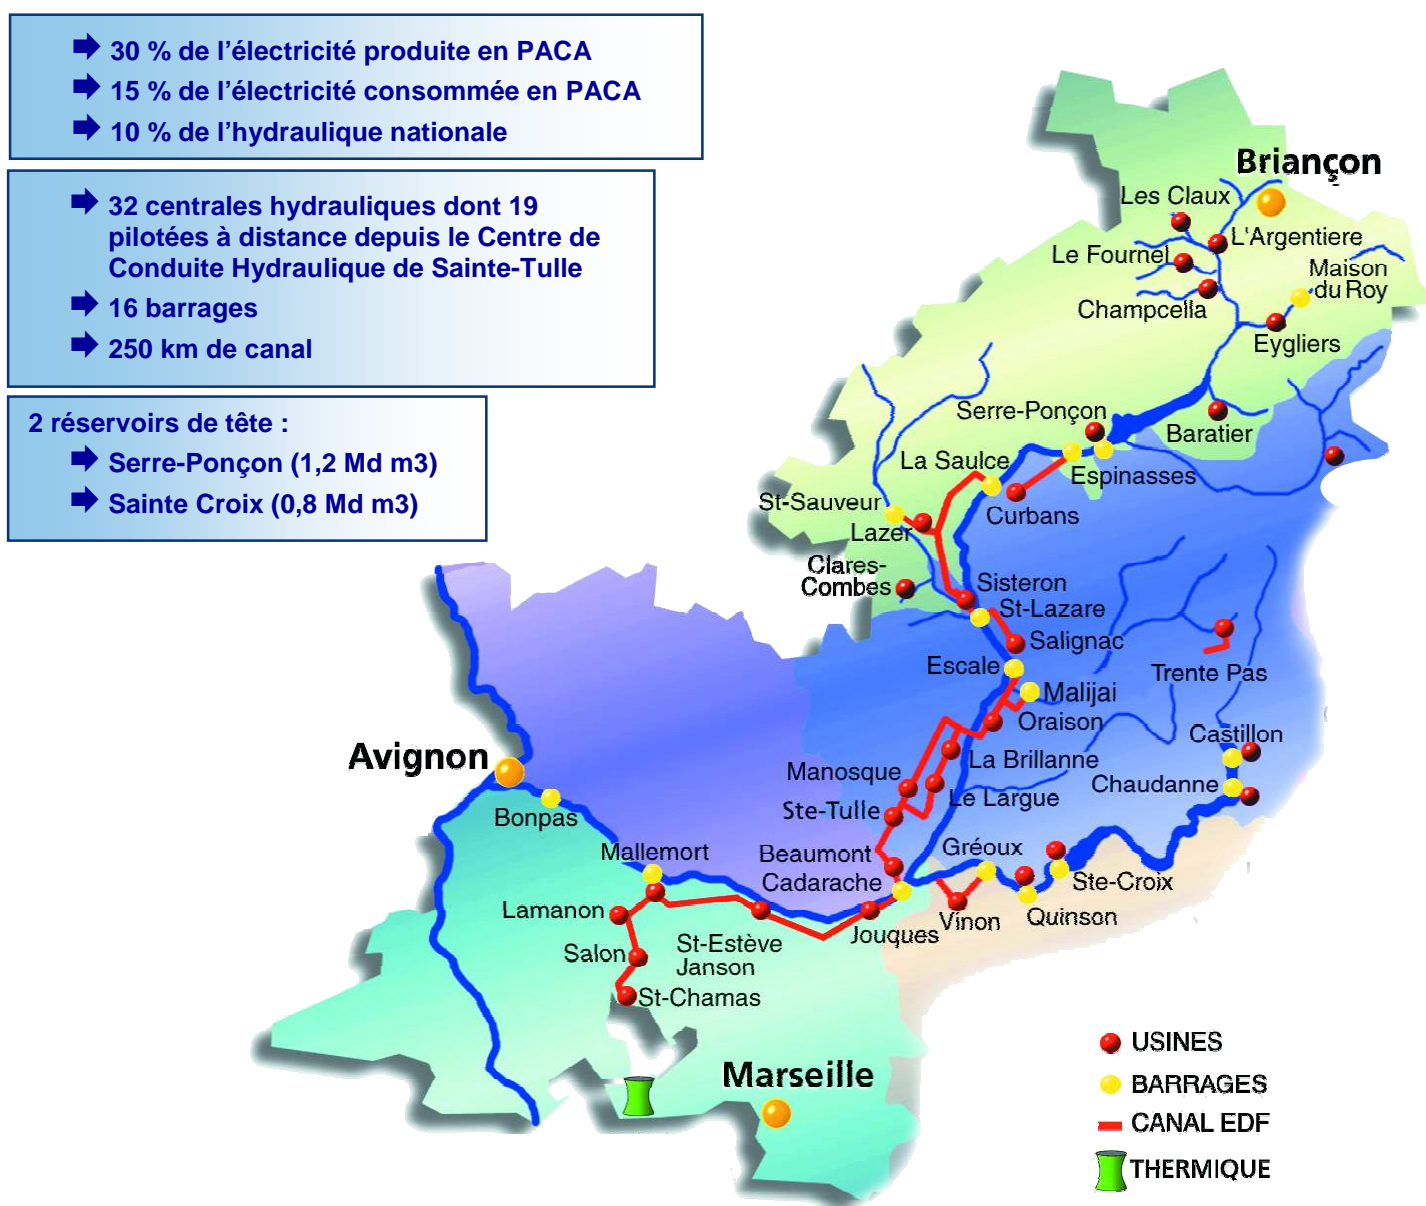 30 % de l'électricité produite en PACA
15 % de l'électricité consommée en PACA
10 % de l'hydraulique nationale
32 centrales hydrauliques dont 19
pilotées à distance depuis le Centre de
Conduite Hydraulique de Sainte-Tulle
16 barrages
250 km de canal
2 réservoirs de tête :
Serre-Ponçon (1,2 Md m3)
Sainte Croix (0,8 Md m3)
Briançon
Les Claux
L'Argentiere
Le Fournel
Maison
du Roy
Champcella
Eygliers
Serre-Ponçon
Baratier
La Saulce
Espinasses
St-Sauveur
Curbans
Lazer
Clares-
Combes
Sisteron
St-Lazare
Salignac
Escale
Trente Pas
Malijai
Oraison
Castillon
Avignon
La Brillanne
Manosque
Chaudanne
Le Largue
Ste-Tulle
Bonpas
Gréoux
Mallemort
Beaumont
Cadarache
Ste-Croix
Lamanon
Quinson
Vinon
Jouques
St-Estève
Janson
Salon
St-Chamas
Marseille
USINES
BARRAGES
CANAL EDF
THERMIQUE